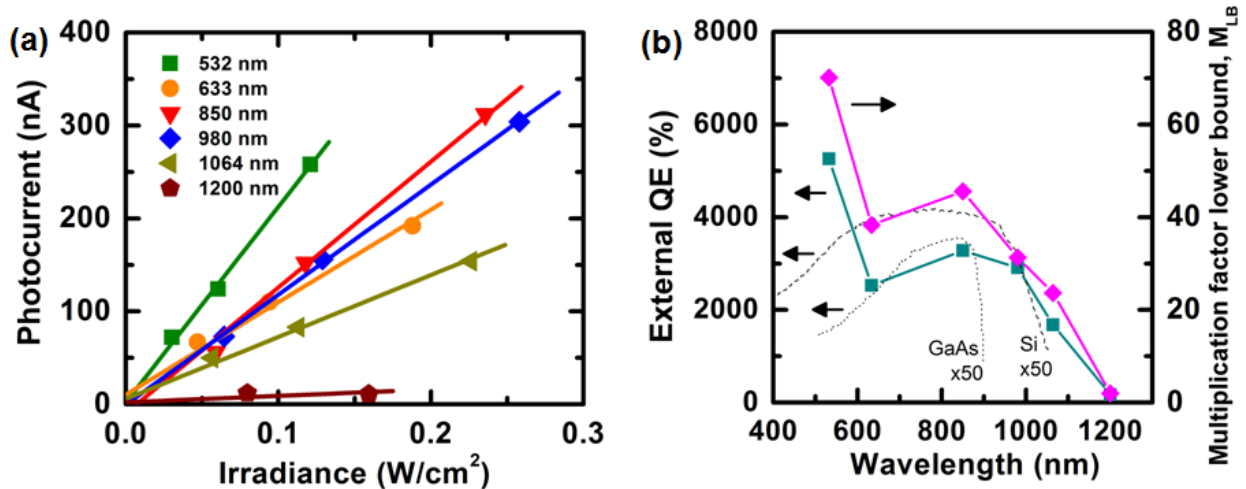 (a)
Photocurrent (nA)
400
300
200
100
0
0.0 0.1 0.2 0.3
Irradiance (W/cm²)
532 nm
633 nm
850 nm
980 nm
1064 nm
1200 nm
(b)
External QE (%)
8000
6000
4000
2000
0
400 600 800 1000 1200
Wavelength (nm)
GaAs
x50
Si
x50
80
60
40
20
0
Multiplication factor lower bound, M_LB